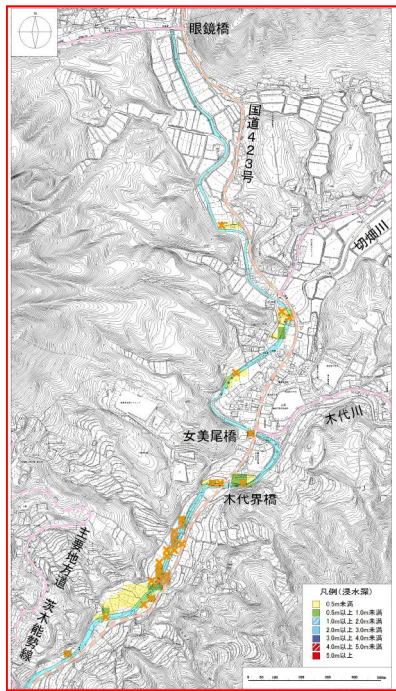 眼鏡橋
国道423号
切畑川
女美尾橋
木代川
木代界橋
主要地方道
茨木能勢線
凡例(浸水深)
0.5m未満
0.5m以上 1.0m未満
1.0m以上 2.0m未満
2.0m以上 3.0m未満
3.0m以上 4.0m未満
4.0m以上 5.0m未満
5.0m以上